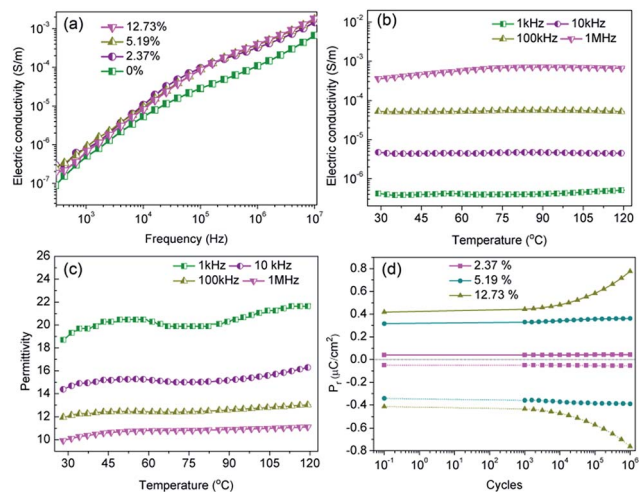 (a)
12.73%
5.19%
2.37%
0%
Electric conductivity (S/m)
10⁻³
10⁻⁴
10⁻⁵
10⁻⁶
10⁻⁷
10³ 10⁴ 10⁵ 10⁶ 10⁷
Frequency (Hz)
(b)
1kHz 10kHz
100kHz 1MHz
Electric conductivity (S/m)
10⁻²
10⁻³
10⁻⁴
10⁻⁵
10⁻⁶
30 45 60 75 90 105 120
Temperature (°C)
(c)
1kHz 10 kHz
100kHz 1MHz
Permittivity
26
24
22
20
18
16
14
12
10
30 45 60 75 90 105 120
Temperature (°C)
(d)
2.37 %
5.19 %
12.73 %
Pᵣ (μC/cm²)
0.8
0.6
0.4
0.2
0.0
-0.2
-0.4
-0.6
-0.8
10⁻¹ 10⁰ 10¹ 10² 10³ 10⁴ 10⁵ 10⁶
Cycles